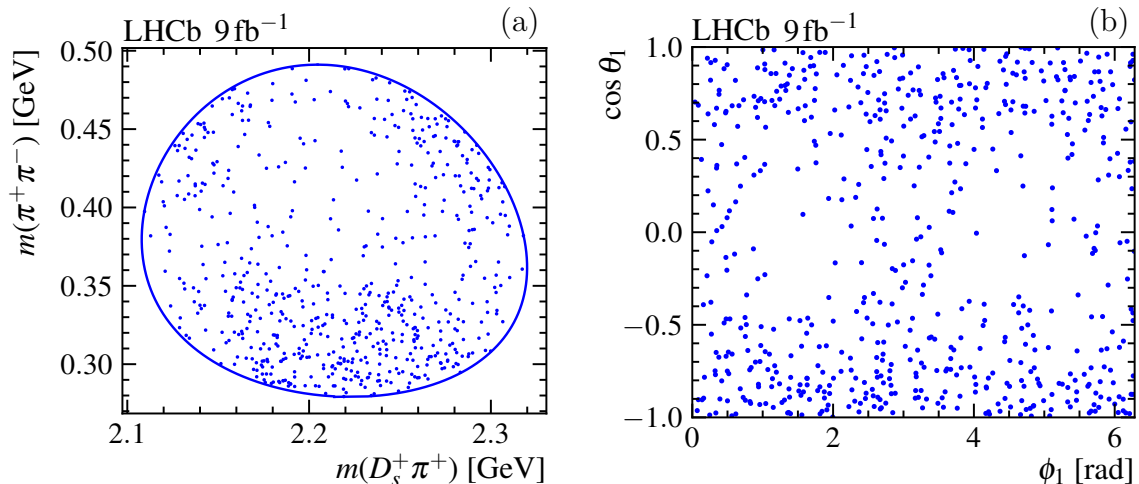 LHCb 9 fb⁻¹ (a)
0.50
0.45
0.40
0.35
0.30
m(π⁺π⁻) [GeV]
2.1 2.2 2.3
m(D_s⁺π⁺) [GeV]
LHCb 9 fb⁻¹ (b)
1.0
0.5
0.0
−0.5
−1.0
cos θ₁
0 2 4 6
ϕ₁ [rad]